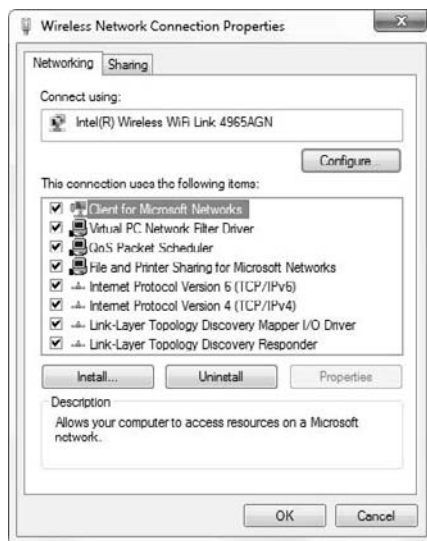 Wireless Network Connection Properties
Networking
Sharing
Connect using:
Intel(R) Wireless WiFi Link 4965AGN
Configure...
This connection uses the following items:
Client for Microsoft Networks
Virtual PC Network Filter Driver
QoS Packet Scheduler
File and Printer Sharing for Microsoft Networks
Internet Protocol Version 6 (TCP/IPv6)
Internet Protocol Version 4 (TCP/IPv4)
Link-Layer Topology Discovery Mapper I/O Driver
Link-Layer Topology Discovery Responder
Install...
Uninstall
Properties
Description
Allows your computer to access resources on a Microsoft
network.
OK
Cancel